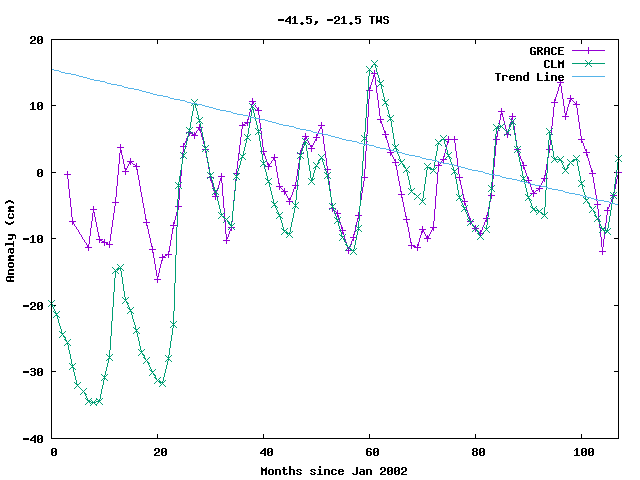 -41.5, -21.5 TWS
GRACE
CLM
Trend Line
20
10
0
-10
-20
-30
-40
Anomaly (cm)
0 20 40 60 80 100
Months since Jan 2002